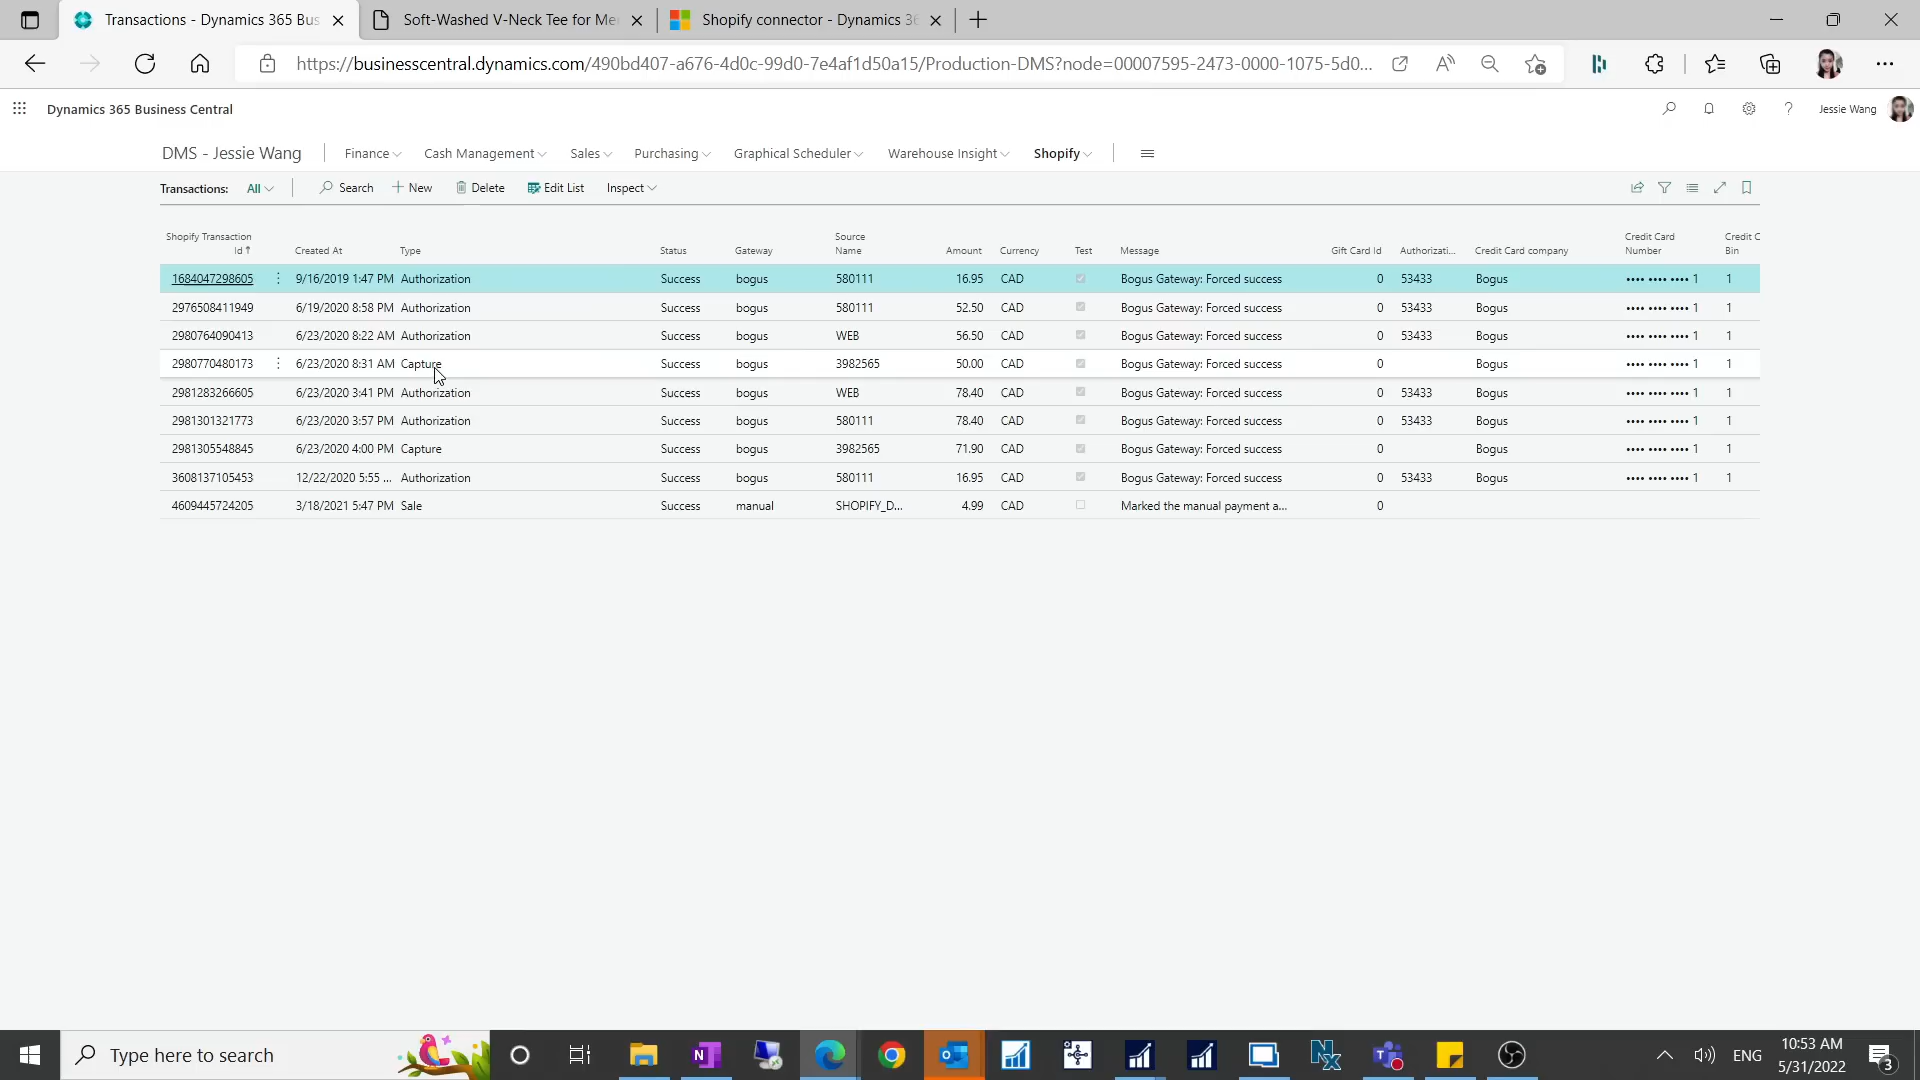 Transactions - Dynamics 365 Bus
Soft-Washed V-Neck Tee for Me
Shopify connector - Dynamics 36
https://businesscentral.dynamics.com/490bd407-a676-4d0c-99d0-7e4af1d50a15/Production-DMS?node=00007595-2473-0000-1075-5d0...
Dynamics 365 Business Central
Jessie Wang
DMS - Jessie Wang Finance Cash Management Sales Purchasing Graphical Scheduler Warehouse Insight Shopify
Transactions: All Search New Delete Edit List Inspect
Shopify Transaction Id Created At Type Status Gateway Source Name Amount Currency Test Message Gift Card Id Authorizati... Credit Card company Credit Card Number Credit C Bin
1684047298605 9/16/2019 1:47 PM Authorization Success bogus 580111 16.95 CAD Bogus Gateway: Forced success 0 53433 Bogus •••• •••• •••• 1 1
2976508411949 6/19/2020 8:58 PM Authorization Success bogus 580111 52.50 CAD Bogus Gateway: Forced success 0 53433 Bogus •••• •••• •••• 1 1
2980764090413 6/23/2020 8:22 AM Authorization Success bogus WEB 56.50 CAD Bogus Gateway: Forced success 0 53433 Bogus •••• •••• •••• 1 1
2980770480173 6/23/2020 8:31 AM Capture Success bogus 3982565 50.00 CAD Bogus Gateway: Forced success 0 Bogus •••• •••• •••• 1 1
2981283266605 6/23/2020 3:41 PM Authorization Success bogus WEB 78.40 CAD Bogus Gateway: Forced success 0 53433 Bogus •••• •••• •••• 1 1
2981301321773 6/23/2020 3:57 PM Authorization Success bogus 580111 78.40 CAD Bogus Gateway: Forced success 0 53433 Bogus •••• •••• •••• 1 1
2981305548845 6/23/2020 4:00 PM Capture Success bogus 3982565 71.90 CAD Bogus Gateway: Forced success 0 Bogus •••• •••• •••• 1 1
3608137105453 12/22/2020 5:55 ... Authorization Success bogus 580111 16.95 CAD Bogus Gateway: Forced success 0 53433 Bogus •••• •••• •••• 1 1
4609445724205 3/18/2021 5:47 PM Sale Success manual SHOPIFY_D... 4.99 CAD Marked the manual payment a... 0
Type here to search
ENG
10:53 AM
5/31/2022
3